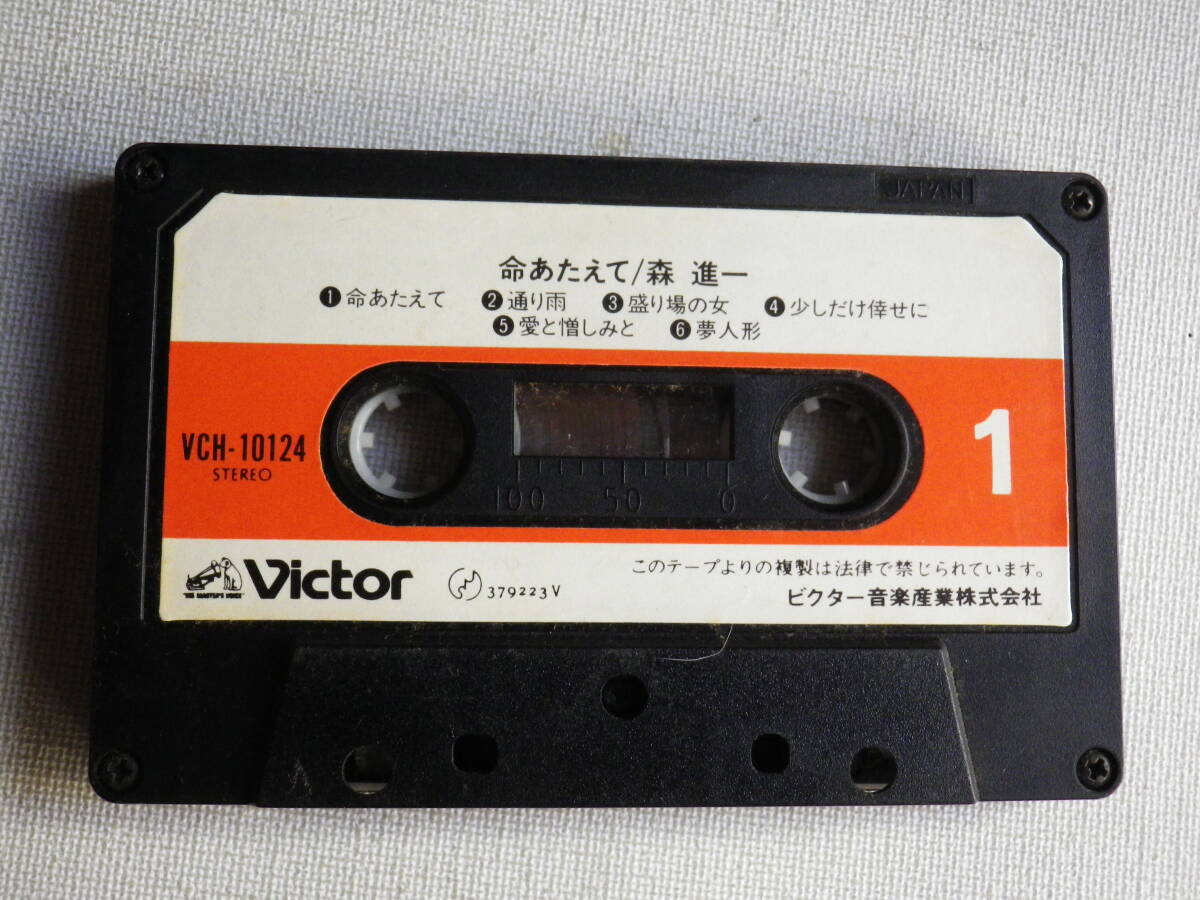 JAPAN
命あたえて/森 進一
❶命あたえて ❷通り雨 ❸盛り場の女 ❹少しだけ倖せに
❺愛と憎しみと ❻夢人形
VCH-10124
STEREO
1
100 50 0
"HIS MASTER'S VOICE"
Victor
379223V
このテープよりの複製は法律で禁じられています。
ビクター音楽産業株式会社